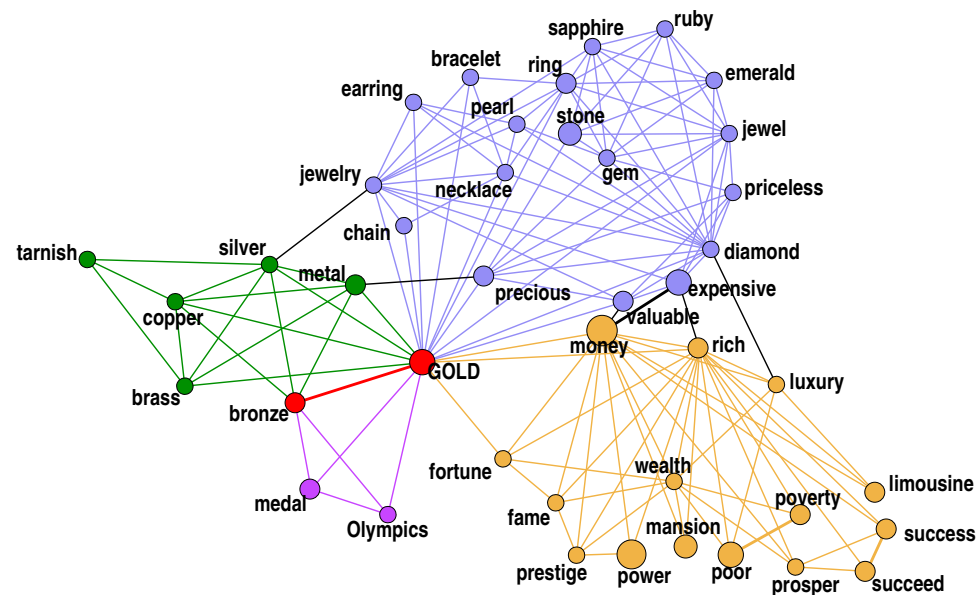 ruby
sapphire
bracelet
ring
emerald
earring
pearl
stone
jewel
jewelry
necklace
gem
priceless
chain
tarnish
silver
diamond
metal
precious
expensive
copper
valuable
money
rich
GOLD
luxury
brass
bronze
fortune
wealth
limousine
medal
poverty
fame
mansion
Olympics
success
prestige
power
poor
prosper
succeed